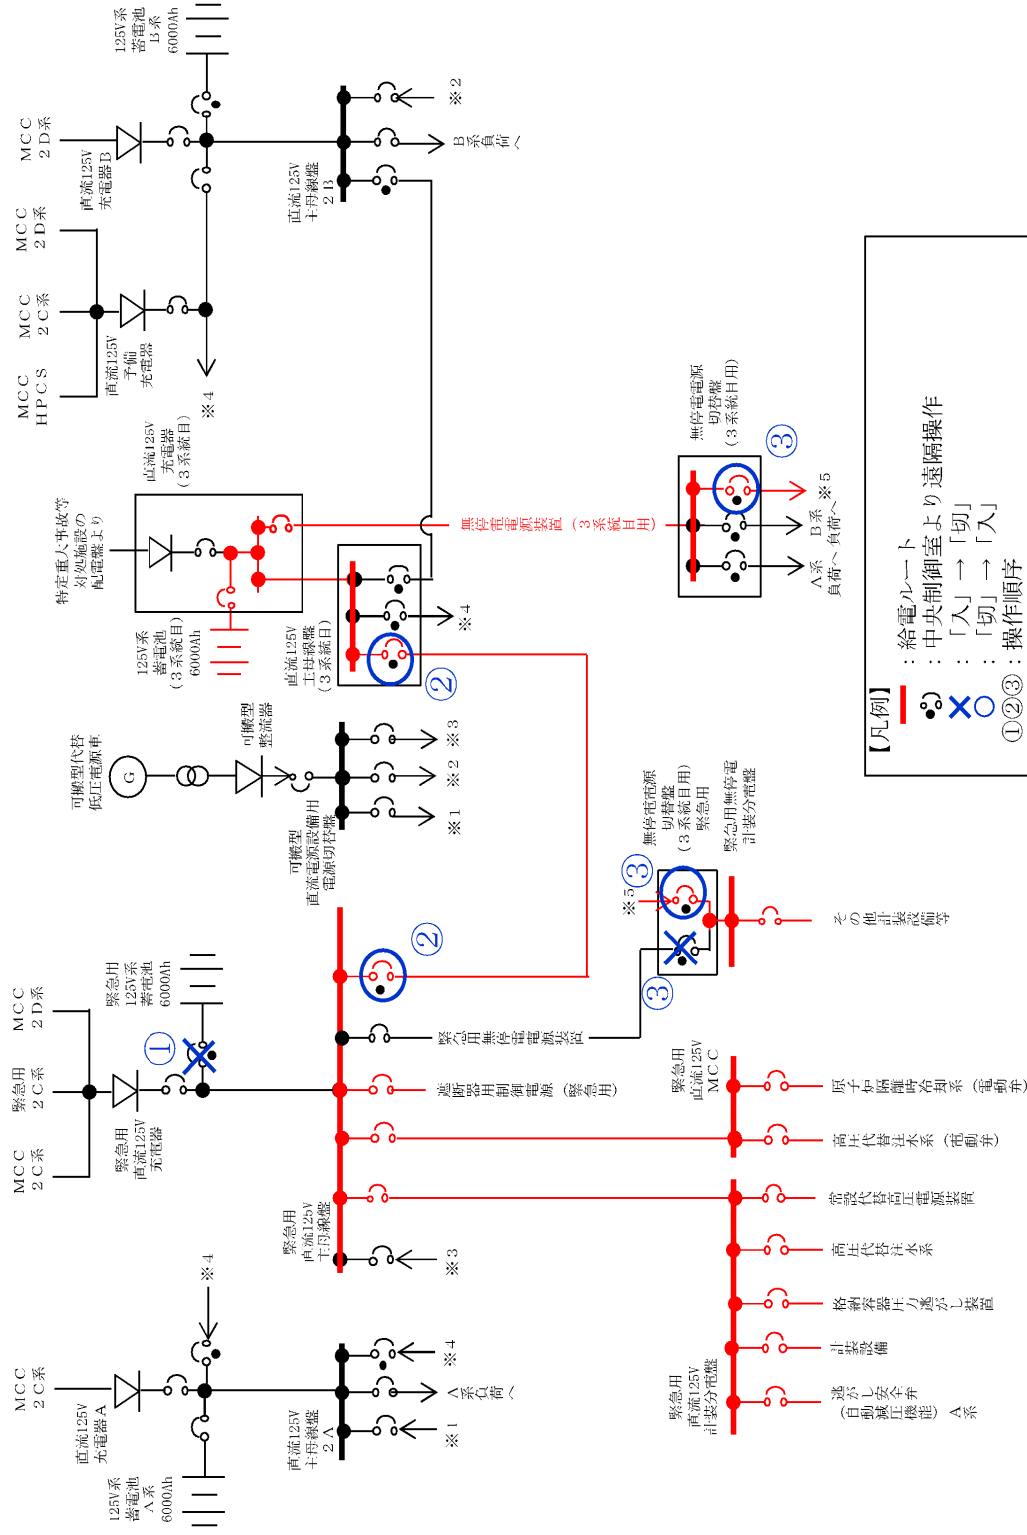 MCC
2C系
直流125V
充電器A
125V系
蓄電池
A系
6000Ah
※4
直流125V
主母線盤
2A
※1
A系負荷へ
※4
MCC
2C系
緊急用
2C系
MCC
2D系
緊急用
直流125V
充電器
緊急用
125V系
蓄電池
6000Ah
①
緊急用
直流125V
主母線盤
※3
遮断器用制御電源(緊急用)
緊急用無停電電源装置
②
緊急用
直流125V
MCC
高圧代替注水系(電動弁)
原子炉隔離時冷却系(電動弁)
緊急用
直流125V
計装分電盤
逃がし安全弁
(自動減圧機能)A系
計装設備
格納容器圧力逃がし装置
高圧代替注水系
常設代替高圧電源装置
可搬型代替
低圧電源車
G
可搬型
整流器
可搬型
直流電源設備用
電源切替盤
※1
※2
※3
※5
③
③
無停電電源
切替盤
(3系統目用)
緊急用
緊急用無停電
計装分電盤
その他計装設備等
特定重大事故等
対処施設の
配電盤より
直流125V
充電器
(3系統目)
125V系
蓄電池
(3系統目)
6000Ah
直流125V
主母線盤
(3系統目)
②
※4
無停電電源装置(3系統目用)
無停電電源
切替盤
(3系統目用)
③
A系
負荷へ
B系
負荷へ
※5
MCC
HPCS
MCC
2C系
MCC
2D系
直流125V
予備
充電器
※4
MCC
2D系
直流125V
充電器B
125V系
蓄電池
B系
6000Ah
直流125V
主母線盤
2B
B系負荷へ
※2
【凡例】
:給電ルート
:中央制御室より遠隔操作
:「入」→「切」
:「切」→「入」
①②③:操作順序